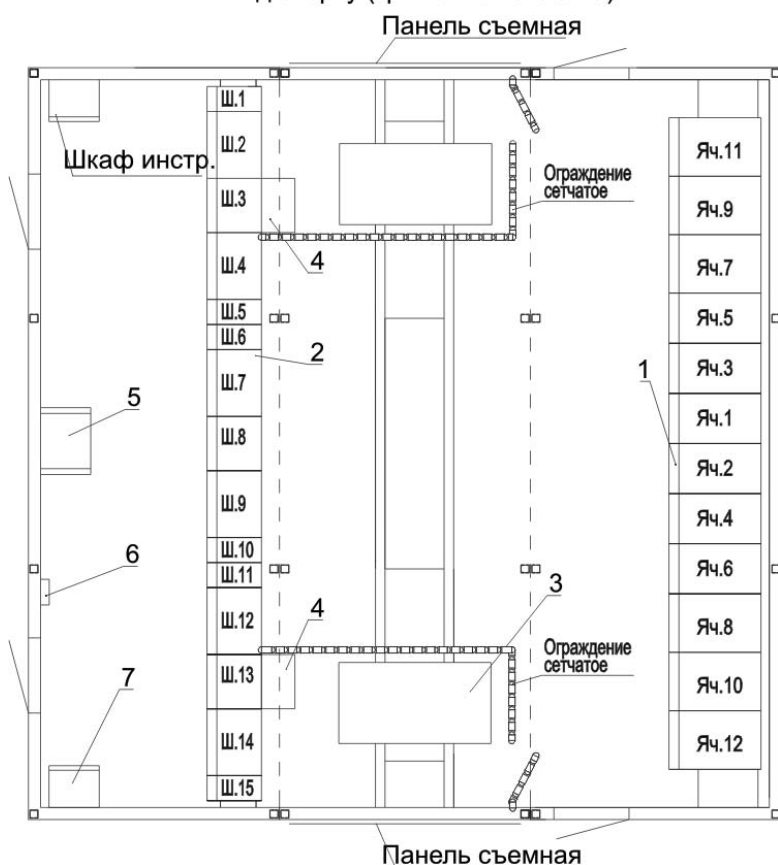 Панель съемная
Шкаф инстр.
Ш.1
Ш.2
Ш.3
Ш.4
Ш.5
Ш.6
Ш.7
Ш.8
Ш.9
Ш.10
Ш.11
Ш.12
Ш.13
Ш.14
Ш.15
4
2
5
6
7
4
3
1
Ограждение
сетчатое
Ограждение
сетчатое
Яч.11
Яч.9
Яч.7
Яч.5
Яч.3
Яч.1
Яч.2
Яч.4
Яч.6
Яч.8
Яч.10
Яч.12
Панель съемная